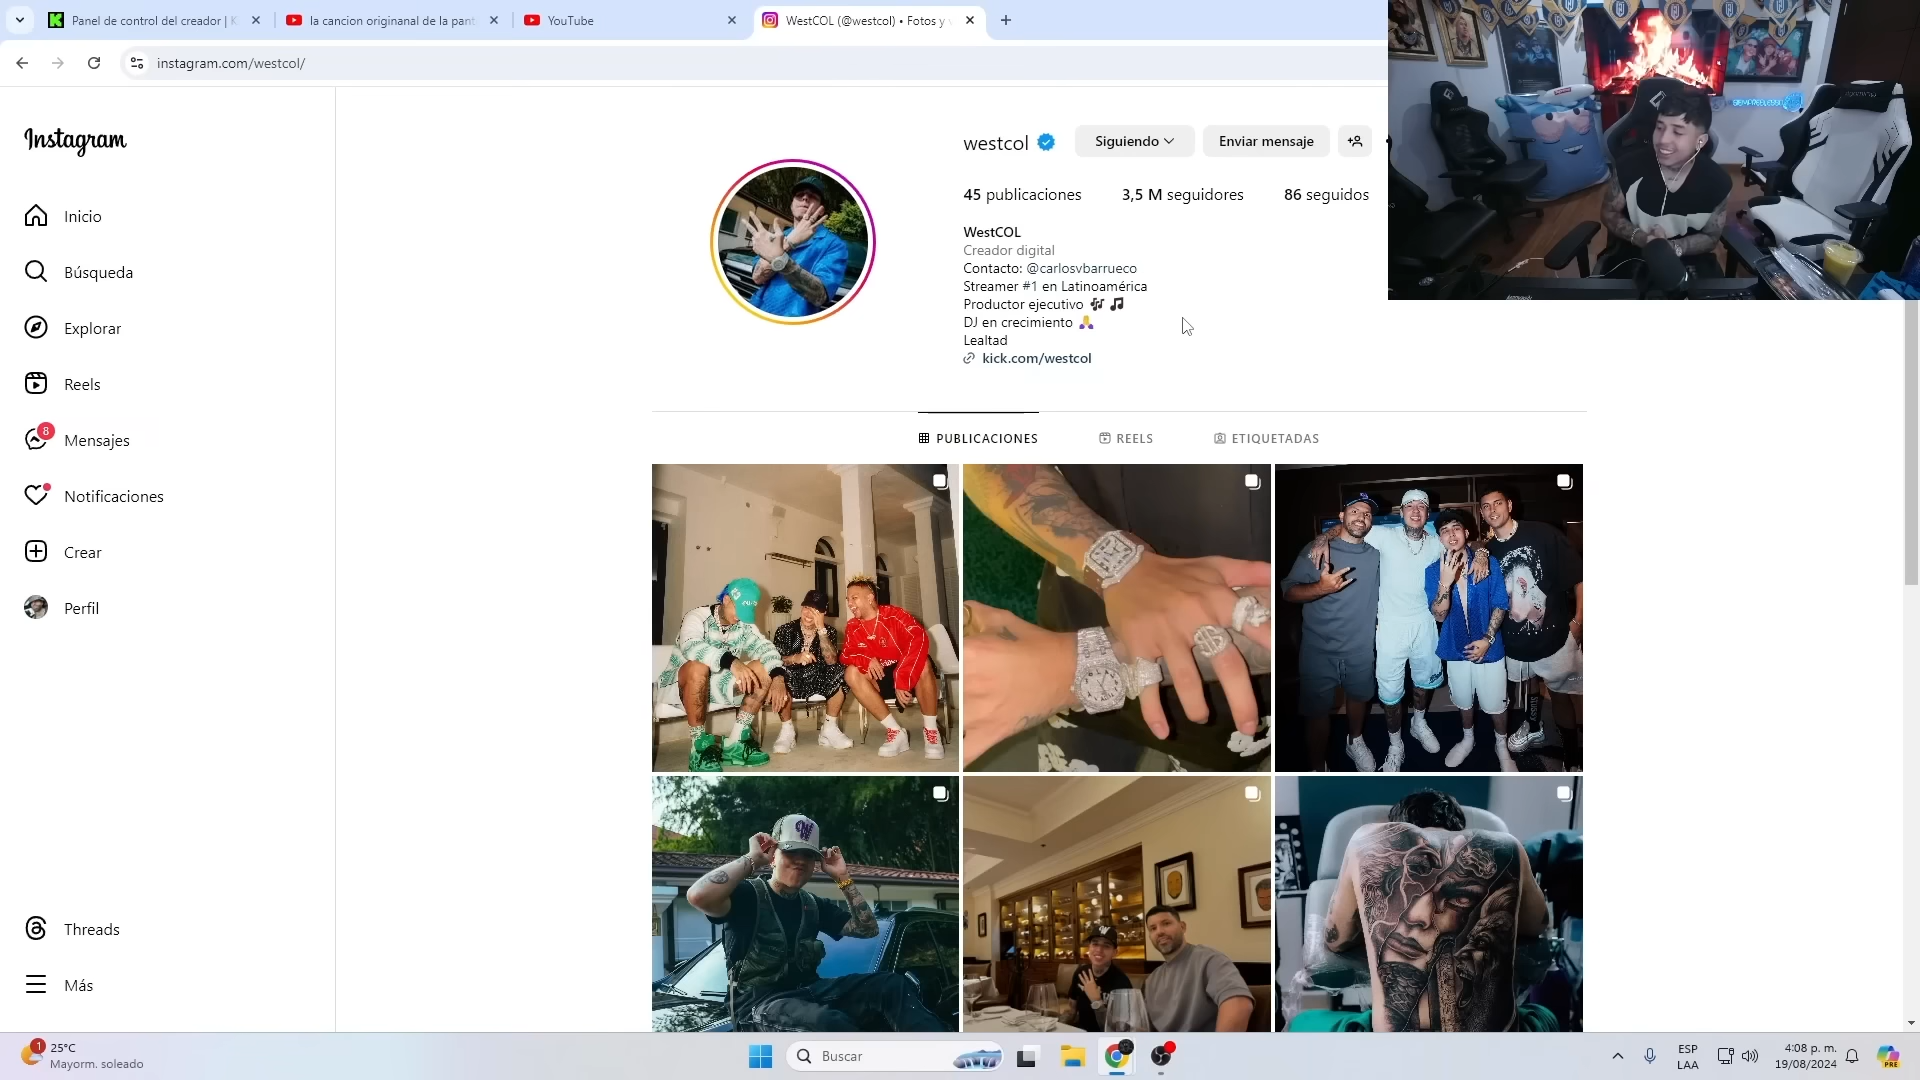 Panel de control del creador | K
la cancion originanal de la pant
YouTube
WestCOL (@westcol) • Fotos y v
instagram.com/westcol/
Instagram
Inicio
Búsqueda
Explorar
Reels
8
Mensajes
Notificaciones
Crear
Perfil
Threads
Más
westcol
Siguiendo
Enviar mensaje
45 publicaciones
3,5 M seguidores
86 seguidos
WestCOL
Creador digital
Contacto: @carlosvbarrueco
Streamer #1 en Latinoamérica
Productor ejecutivo 🎶 🎵
DJ en crecimiento 🙏
Lealtad
kick.com/westcol
PUBLICACIONES
REELS
ETIQUETADAS
1
25°C
Mayorm. soleado
Buscar
ESP
LAA
4:08 p. m.
19/08/2024
PRE